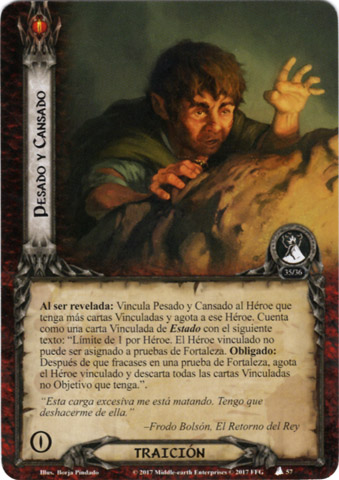 PESADO Y CANSADO
35/36
Al ser revelada: Vincula Pesado y Cansado al Héroe que
tenga más cartas Vinculadas y agota a ese Héroe. Cuenta
como una carta Vinculada de Estado con el siguiente
texto: “Límite de 1 por Héroe. El Héroe vinculado no
puede ser asignado a pruebas de Fortaleza. Obligado:
Después de que fracases en una prueba de Fortaleza, agota
el Héroe vinculado y descarta todas las cartas Vinculadas
no Objetivo que tenga.”.
“Esta carga excesiva me está matando. Tengo que
deshacerme de ella.”
–Frodo Bolsón, El Retorno del Rey
TRAICIÓN
Illus. Borja Pindado
© 2017 Middle-earth Enterprises © 2017 FFG
57